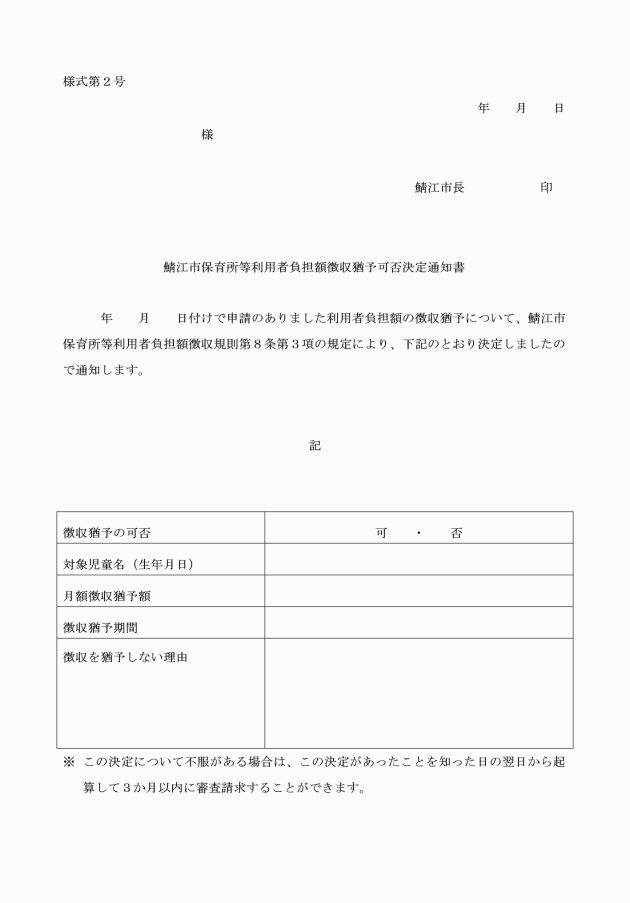 様式第２号
年　　月　　日
様
鯖江市長　　　　　　印
鯖江市保育所等利用者負担額徴収猶予可否決定通知書
年　　月　　日付けで申請のありました利用者負担額の徴収猶予について、鯖江市
保育所等利用者負担額徴収規則第８条第３項の規定により、下記のとおり決定しましたの
で通知します。
記
徴収猶予の可否　　可　　・　　否
対象児童名（生年月日）
月額徴収猶予額
徴収猶予期間
徴収を猶予しない理由
※ この決定について不服がある場合は、この決定があったことを知った日の翌日から起
算して３か月以内に審査請求することができます。